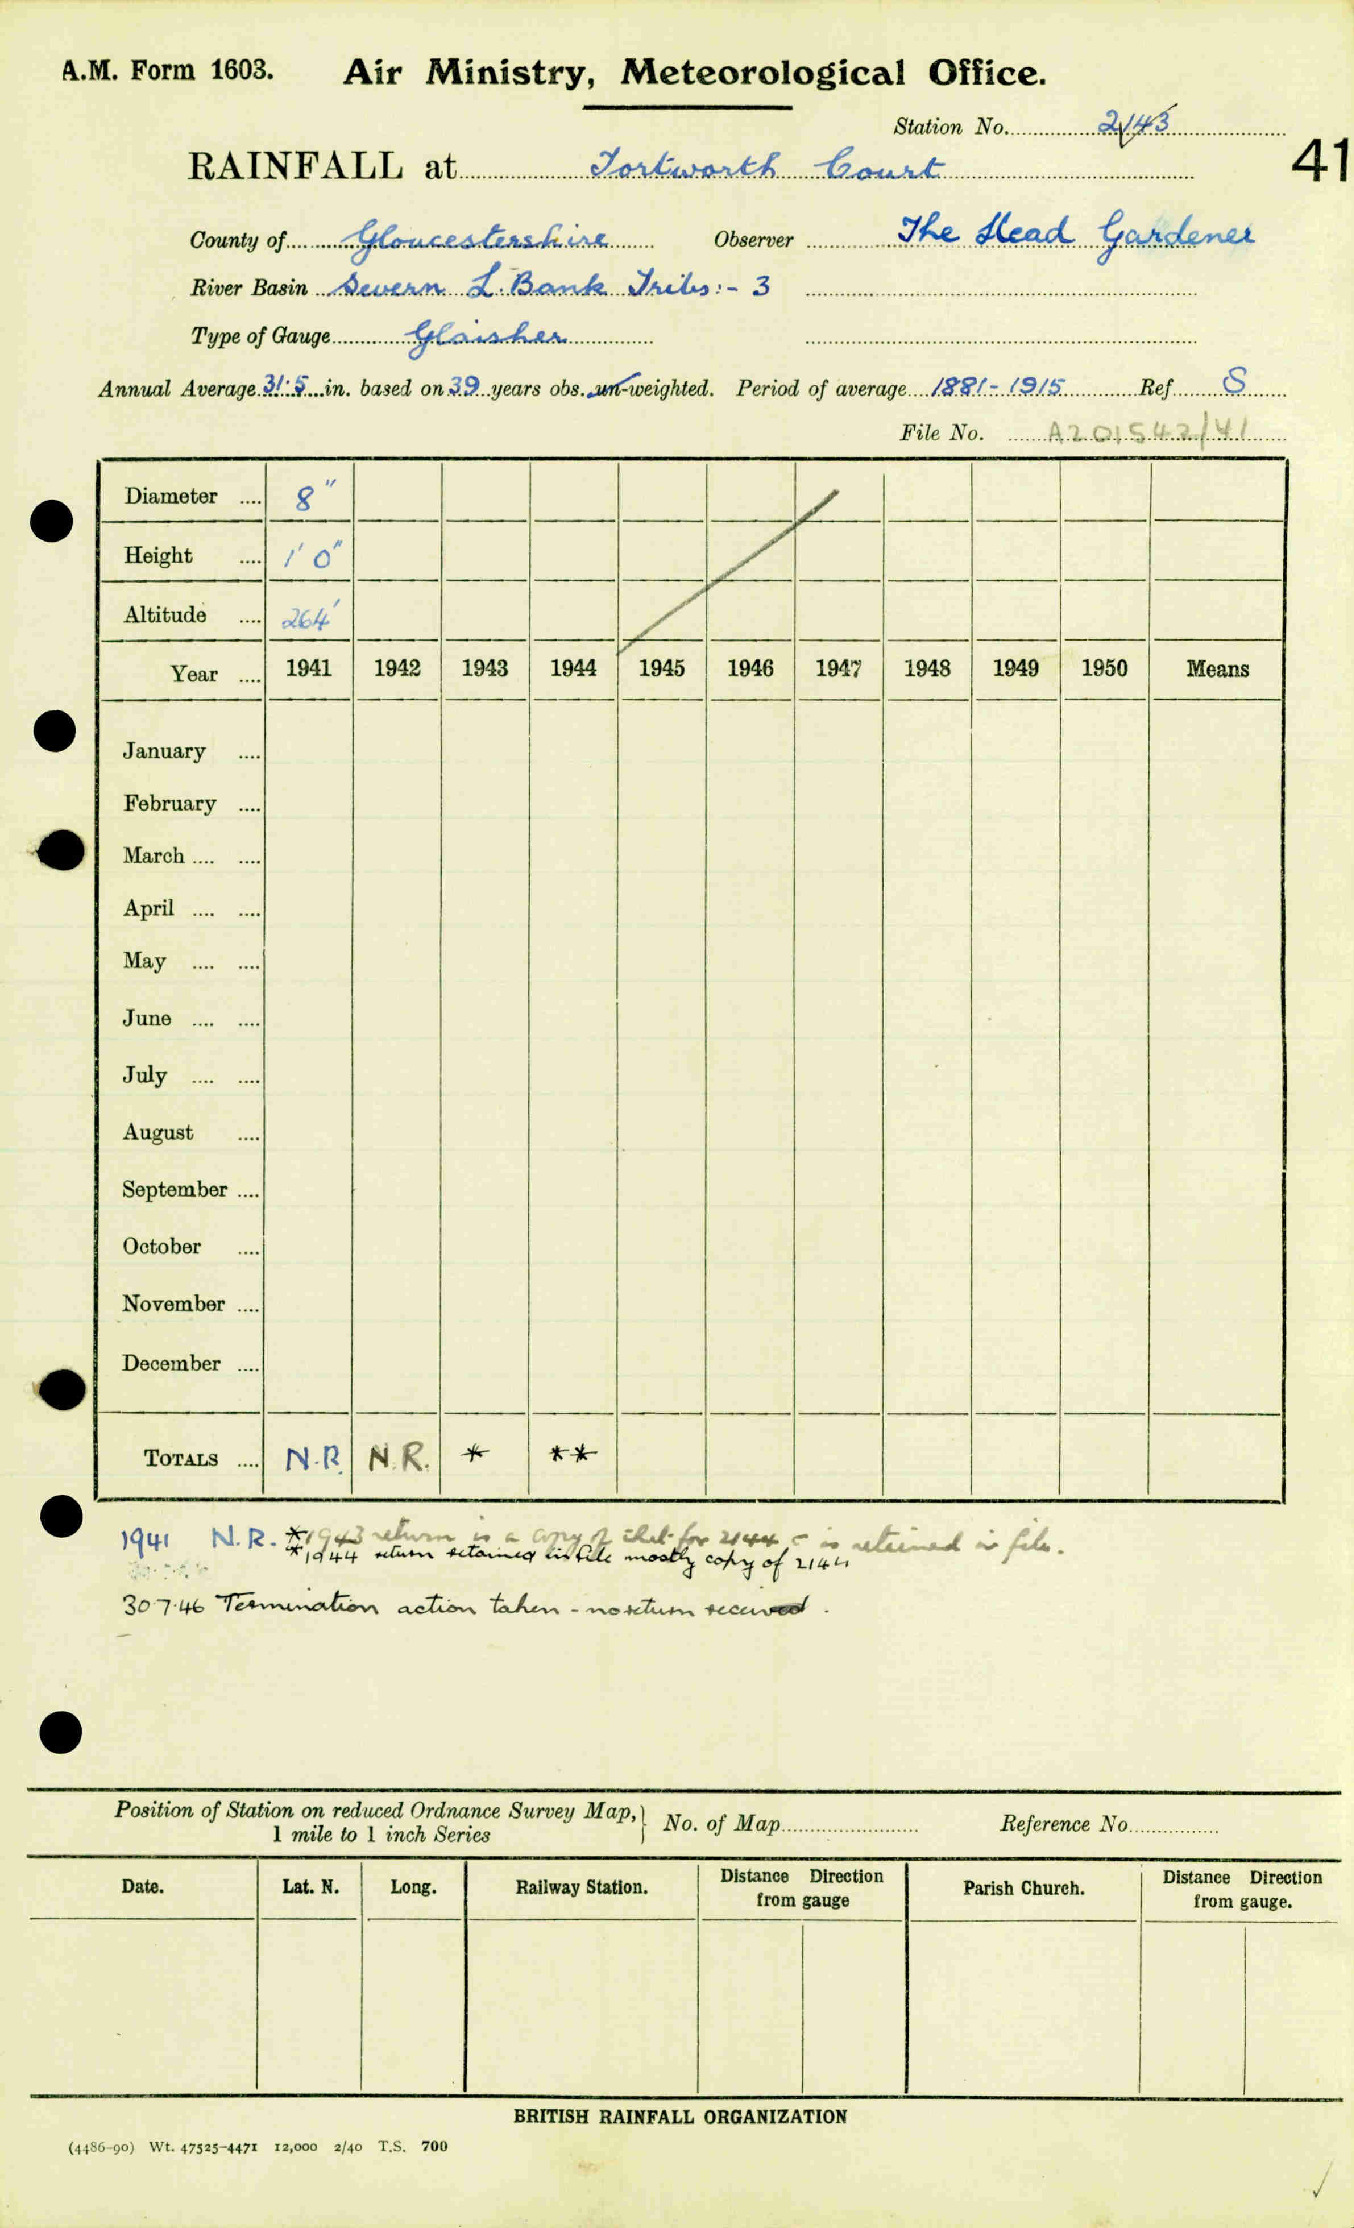 A.M. Form 1603. Air Ministry, Meteorological Office.
Station No. 2143
RAINFALL at Tortworth Court
41
County of Gloucestershire Observer The Head Gardener
River Basin Severn L. Bank Tribs:- 3
Type of Gauge Glaisher
Annual Average 31.5 in. based on 39 years obs. un-weighted. Period of average 1881-1915 Ref. S
File No. A201542/41
Diameter .... 8"
Height .... 1' 0"
Altitude .... 264'
Year .... 1941 1942 1943 1944 1945 1946 1947 1948 1949 1950 Means
January ....
February ....
March .... ....
April .... ....
May .... ....
June .... ....
July .... ....
August ....
September ....
October ....
November ....
December ....
TOTALS .... N.R. N.R. * **
1941 N.R. *1943 return is a copy of that for 2144 & is retained in file.
**1944 return retained in file mostly copy of 2144
30.7.46 Termination action taken - no return received.
Position of Station on reduced Ordnance Survey Map, } No. of Map Reference No.
1 mile to 1 inch Series
Date. Lat. N. Long. Railway Station. Distance Direction from gauge Parish Church. Distance Direction from gauge.
BRITISH RAINFALL ORGANIZATION
(4486-90) Wt. 47525-4471 12,000 2/40 T.S. 700